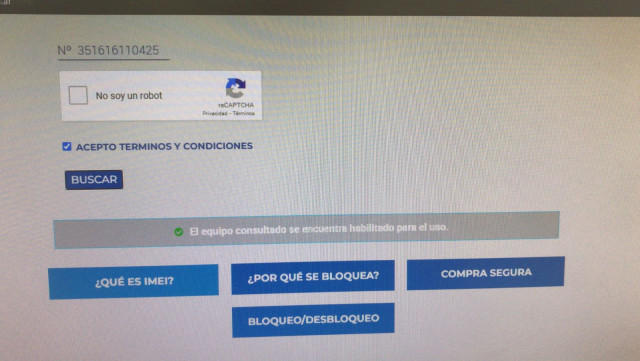 Nº 351616110425
No soy un robot
reCAPTCHA
Privacidad - Términos
ACEPTO TERMINOS Y CONDICIONES
BUSCAR
El equipo consultado se encuentra habilitado para el uso.
¿QUÉ ES IMEI?
¿POR QUÉ SE BLOQUEA?
COMPRA SEGURA
BLOQUEO/DESBLOQUEO